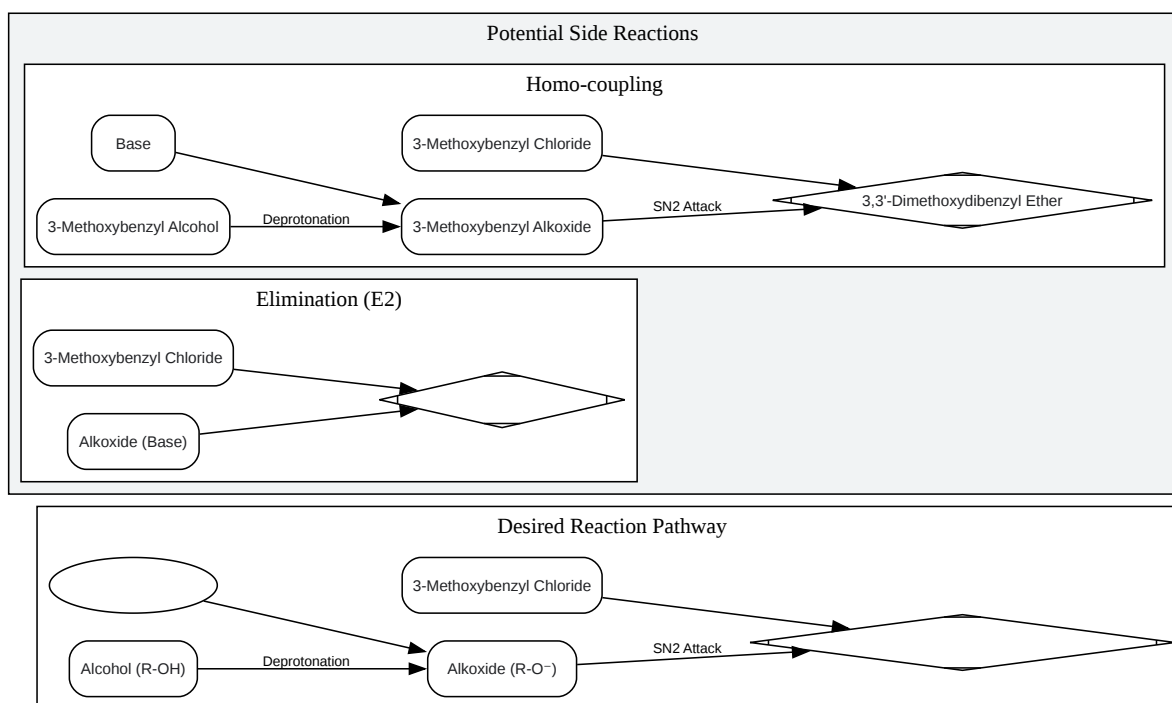 Potential Side Reactions
Homo-coupling
Base
3-Methoxybenzyl Chloride
3-Methoxybenzyl Alcohol
Deprotonation
3-Methoxybenzyl Alkoxide
SN2 Attack
3,3'-Dimethoxydibenzyl Ether
Elimination (E2)
3-Methoxybenzyl Chloride
Alkoxide (Base)
Desired Reaction Pathway
3-Methoxybenzyl Chloride
Alcohol (R-OH)
Deprotonation
Alkoxide (R-O⁻)
SN2 Attack